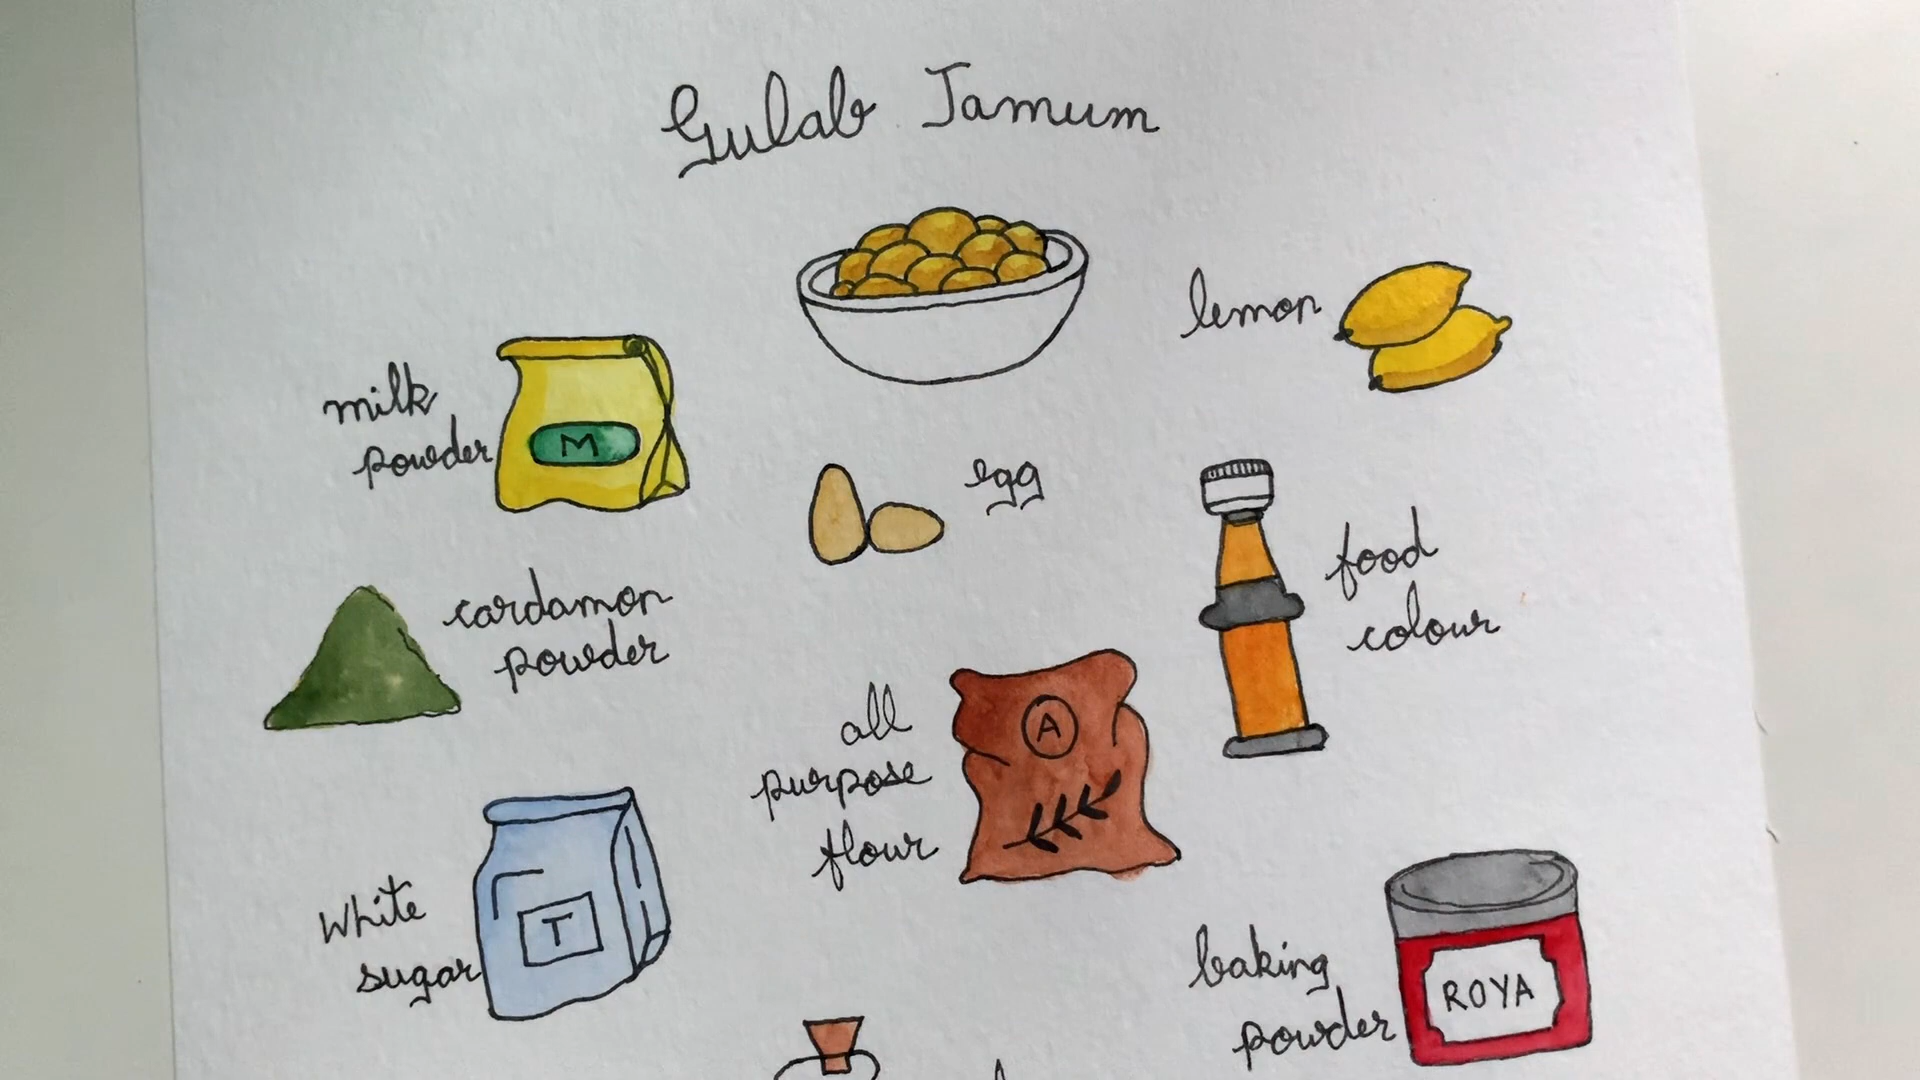 Gulab Jamum
lemon
milk
powder
M
egg
food
colour
cardamon
powder
all
purpose
flour
A
White
sugar
T
baking
powder
ROYA